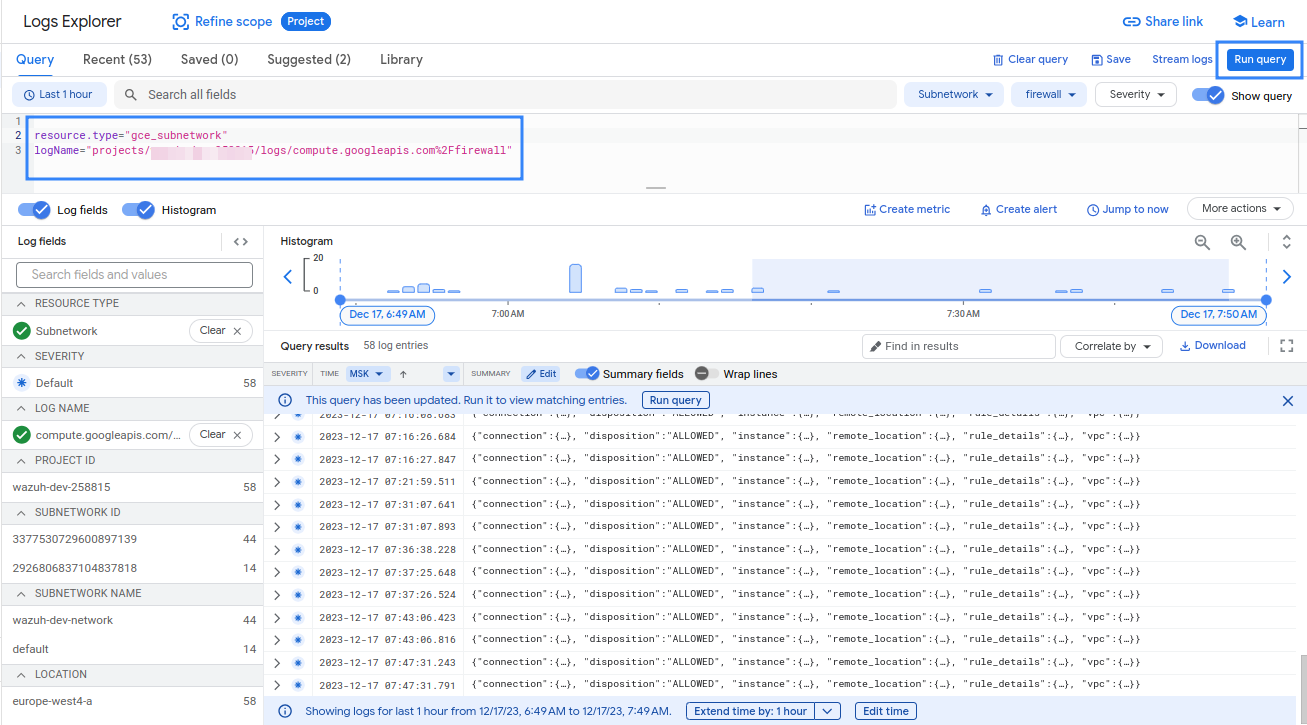 Logs Explorer Refine scope Project Share link Learn
Query Recent (53) Saved (0) Suggested (2) Library Clear query Save Stream logs Run query
Last 1 hour Search all fields Subnetwork firewall Severity Show query
1
2 resource.type="gce_subnetwork"
3 logName="projects/ /logs/compute.googleapis.com%2Ffirewall"
Log fields Histogram Create metric Create alert Jump to now More actions
Log fields
Search fields and values
RESOURCE TYPE
Subnetwork Clear
SEVERITY
Default 58
LOG NAME
compute.googleapis.com/... Clear
PROJECT ID
wazuh-dev-258815 58
SUBNETWORK ID
3377530729600897139 44
2926806837104837818 14
SUBNETWORK NAME
wazuh-dev-network 44
default 14
LOCATION
europe-west4-a 58
Histogram
20
0
Dec 17, 6:49 AM 7:00 AM 7:30 AM Dec 17, 7:50 AM
Query results 58 log entries Find in results Correlate by Download
SEVERITY TIME MSK SUMMARY Edit Summary fields Wrap lines
This query has been updated. Run it to view matching entries. Run query
2023-12-17 07:16:08.683
2023-12-17 07:16:26.684 {"connection":{…}, "disposition":"ALLOWED", "instance":{…}, "remote_location":{…}, "rule_details":{…}, "vpc":{…}}
2023-12-17 07:16:27.847 {"connection":{…}, "disposition":"ALLOWED", "instance":{…}, "remote_location":{…}, "rule_details":{…}, "vpc":{…}}
2023-12-17 07:21:59.511 {"connection":{…}, "disposition":"ALLOWED", "instance":{…}, "remote_location":{…}, "rule_details":{…}, "vpc":{…}}
2023-12-17 07:31:07.641 {"connection":{…}, "disposition":"ALLOWED", "instance":{…}, "remote_location":{…}, "rule_details":{…}, "vpc":{…}}
2023-12-17 07:31:07.893 {"connection":{…}, "disposition":"ALLOWED", "instance":{…}, "remote_location":{…}, "rule_details":{…}, "vpc":{…}}
2023-12-17 07:36:38.228 {"connection":{…}, "disposition":"ALLOWED", "instance":{…}, "remote_location":{…}, "rule_details":{…}, "vpc":{…}}
2023-12-17 07:37:25.648 {"connection":{…}, "disposition":"ALLOWED", "instance":{…}, "remote_location":{…}, "rule_details":{…}, "vpc":{…}}
2023-12-17 07:37:26.524 {"connection":{…}, "disposition":"ALLOWED", "instance":{…}, "remote_location":{…}, "rule_details":{…}, "vpc":{…}}
2023-12-17 07:43:06.423 {"connection":{…}, "disposition":"ALLOWED", "instance":{…}, "remote_location":{…}, "rule_details":{…}, "vpc":{…}}
2023-12-17 07:43:06.816 {"connection":{…}, "disposition":"ALLOWED", "instance":{…}, "remote_location":{…}, "rule_details":{…}, "vpc":{…}}
2023-12-17 07:47:31.243 {"connection":{…}, "disposition":"ALLOWED", "instance":{…}, "remote_location":{…}, "rule_details":{…}, "vpc":{…}}
2023-12-17 07:47:31.791 {"connection":{…}, "disposition":"ALLOWED", "instance":{…}, "remote_location":{…}, "rule_details":{…}, "vpc":{…}}
Showing logs for last 1 hour from 12/17/23, 6:49 AM to 12/17/23, 7:49 AM. Extend time by: 1 hour Edit time